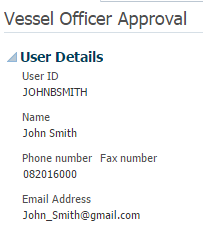 Vessel Officer Approval
User Details
User ID
JOHNBSMITH
Name
John Smith
Phone number Fax number
082016000
Email Address
John_Smith@gmail.com